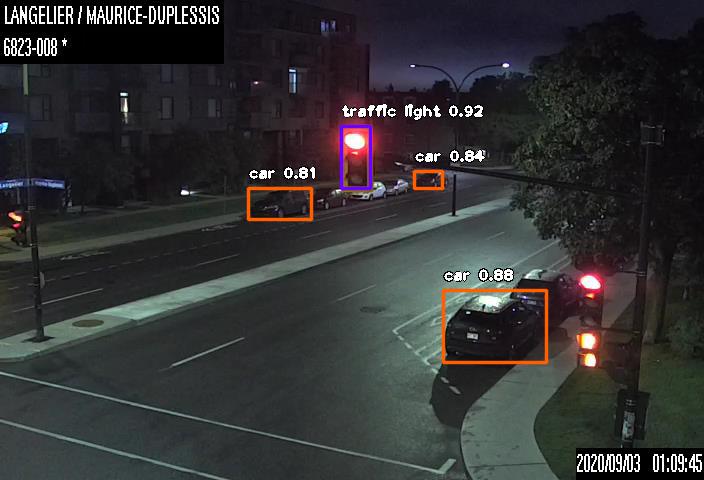 LANGELIER / MAURICE-DUPLESSIS
6823-008 *
traffic light 0.92
car 0.84
car 0.81
Langelier
car 0.88
2020/09/03 01:09:45